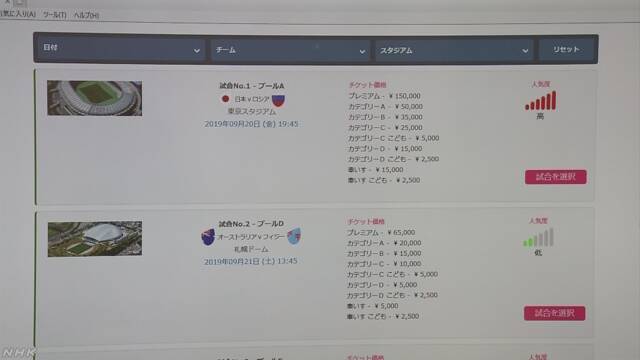 気に入り(A) ツール(T) ヘルプ(H)
日付 チーム スタジアム リセット
試合No.1 - プールA
日本 v ロシア
東京スタジアム
2019年09月20日 (金) 19:45
チケット価格
プレミアム - ¥ 150,000
カテゴリーA - ¥ 50,000
カテゴリーB - ¥ 35,000
カテゴリーC - ¥ 25,000
カテゴリーC こども - ¥ 5,000
カテゴリーD - ¥ 15,000
カテゴリーD こども - ¥ 2,500
車いす - ¥ 15,000
車いす こども - ¥ 2,500
人気度
高
試合を選択
試合No.2 - プールD
オーストラリア v フィジー
札幌ドーム
2019年09月21日 (土) 13:45
チケット価格
プレミアム - ¥ 65,000
カテゴリーA - ¥ 20,000
カテゴリーB - ¥ 15,000
カテゴリーC - ¥ 10,000
カテゴリーC こども - ¥ 5,000
カテゴリーD - ¥ 5,000
カテゴリーD こども - ¥ 2,500
車いす - ¥ 5,000
車いす こども - ¥ 2,500
人気度
低
試合を選択
チケット価格
人気度
NHK